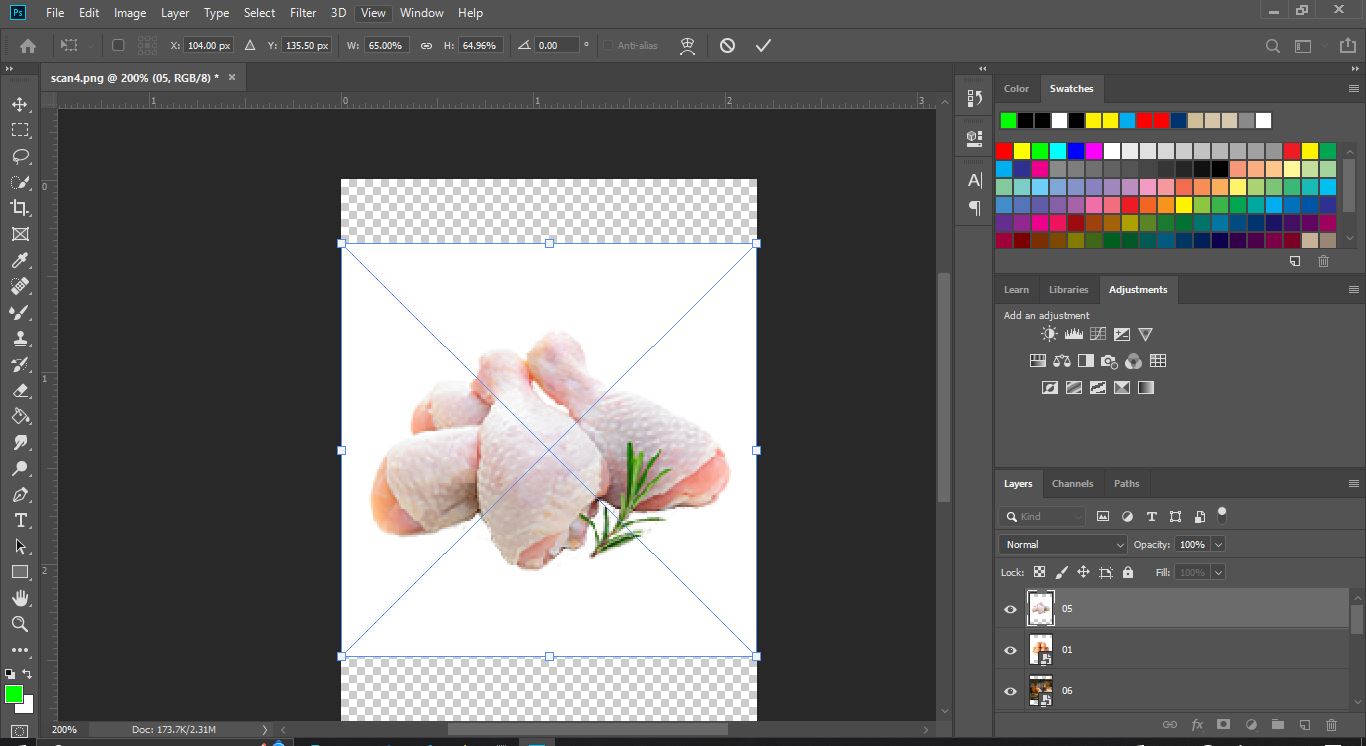 Ps File Edit Image Layer Type Select Filter 3D View Window Help
X: 104.00 px Y: 135.50 px W: 65.00% H: 64.96% 0.00 ° Anti-alias
scan4.png @ 200% (05, RGB/8) * ×
1 0 1 2 3
0
1
2
Color Swatches
Learn Libraries Adjustments
Add an adjustment
Layers Channels Paths
Kind
Normal Opacity: 100%
Lock: Fill: 100%
05
01
06
fx
200% Doc: 173.7K/2.31M